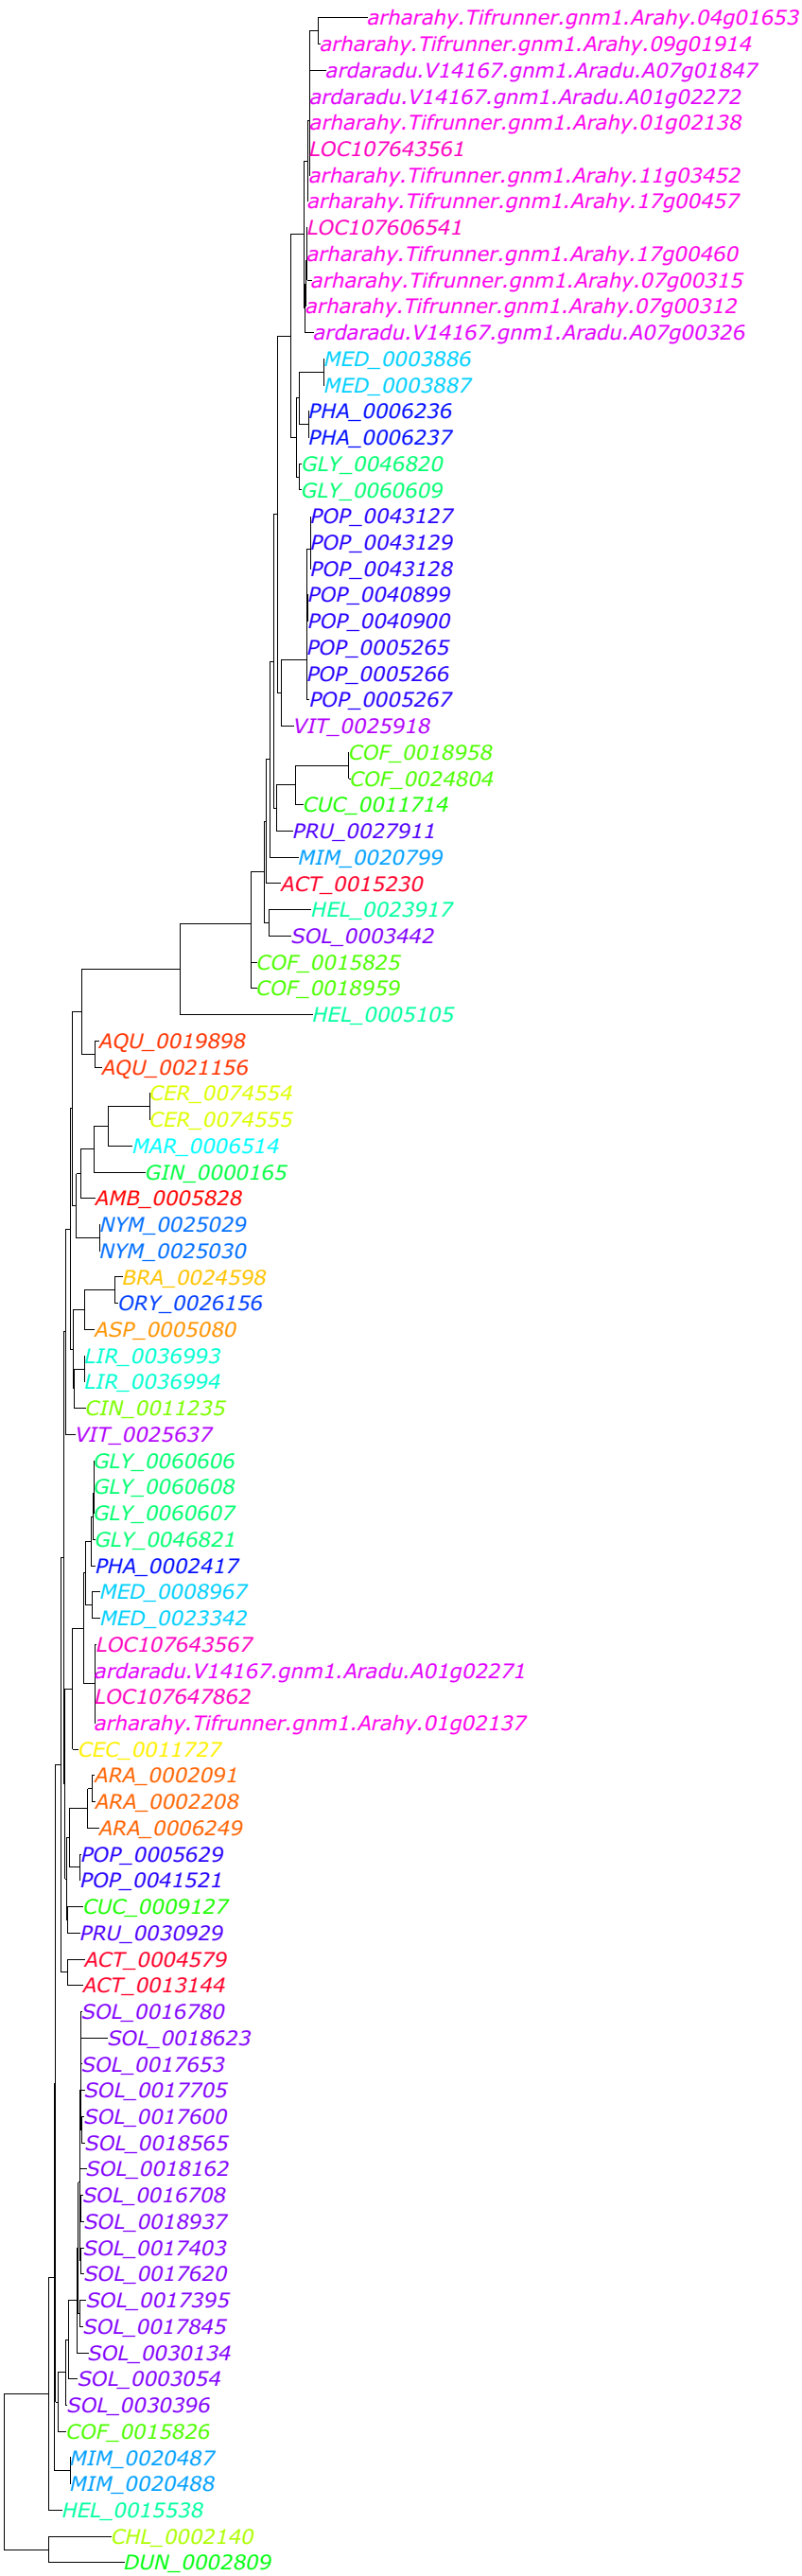 arharahy.Tifrunner.gnm1.Arahy.04g01653
arharahy.Tifrunner.gnm1.Arahy.09g01914
ardaradu.V14167.gnm1.Aradu.A07g01847
ardaradu.V14167.gnm1.Aradu.A01g02272
arharahy.Tifrunner.gnm1.Arahy.01g02138
LOC107643561
arharahy.Tifrunner.gnm1.Arahy.11g03452
arharahy.Tifrunner.gnm1.Arahy.17g00457
LOC107606541
arharahy.Tifrunner.gnm1.Arahy.17g00460
arharahy.Tifrunner.gnm1.Arahy.07g00315
arharahy.Tifrunner.gnm1.Arahy.07g00312
ardaradu.V14167.gnm1.Aradu.A07g00326
MED_0003886
MED_0003887
PHA_0006236
PHA_0006237
GLY_0046820
GLY_0060609
POP_0043127
POP_0043129
POP_0043128
POP_0040899
POP_0040900
POP_0005265
POP_0005266
POP_0005267
VIT_0025918
COF_0018958
COF_0024804
CUC_0011714
PRU_0027911
MIM_0020799
ACT_0015230
HEL_0023917
SOL_0003442
COF_0015825
COF_0018959
HEL_0005105
AQU_0019898
AQU_0021156
CER_0074554
CER_0074555
MAR_0006514
GIN_0000165
AMB_0005828
NYM_0025029
NYM_0025030
BRA_0024598
ORY_0026156
ASP_0005080
LIR_0036993
LIR_0036994
CIN_0011235
VIT_0025637
GLY_0060606
GLY_0060608
GLY_0060607
GLY_0046821
PHA_0002417
MED_0008967
MED_0023342
LOC107643567
ardaradu.V14167.gnm1.Aradu.A01g02271
LOC107647862
arharahy.Tifrunner.gnm1.Arahy.01g02137
CEC_0011727
ARA_0002091
ARA_0002208
ARA_0006249
POP_0005629
POP_0041521
CUC_0009127
PRU_0030929
ACT_0004579
ACT_0013144
SOL_0016780
SOL_0018623
SOL_0017653
SOL_0017705
SOL_0017600
SOL_0018565
SOL_0018162
SOL_0016708
SOL_0018937
SOL_0017403
SOL_0017620
SOL_0017395
SOL_0017845
SOL_0030134
SOL_0003054
SOL_0030396
COF_0015826
MIM_0020487
MIM_0020488
HEL_0015538
CHL_0002140
DUN_0002809